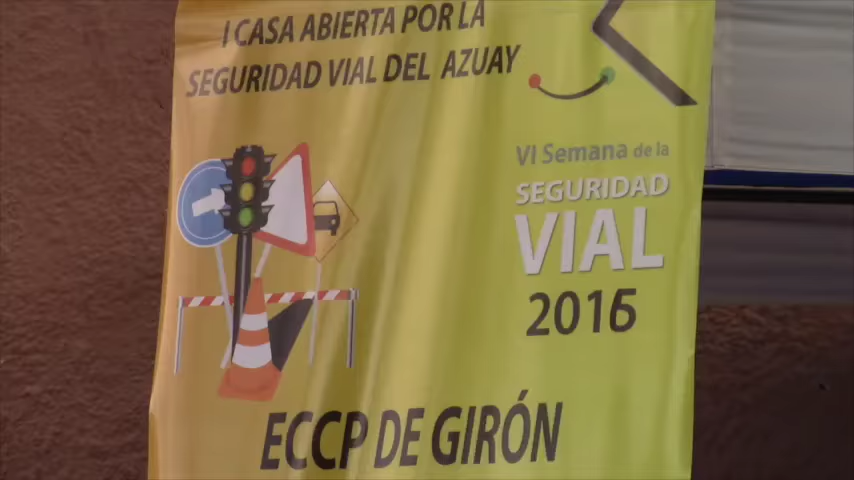 I CASA ABIERTA POR LA
SEGURIDAD VIAL DEL AZUAY
VI Semana de la
SEGURIDAD
VIAL
2016
ECCP DE GIRÓN